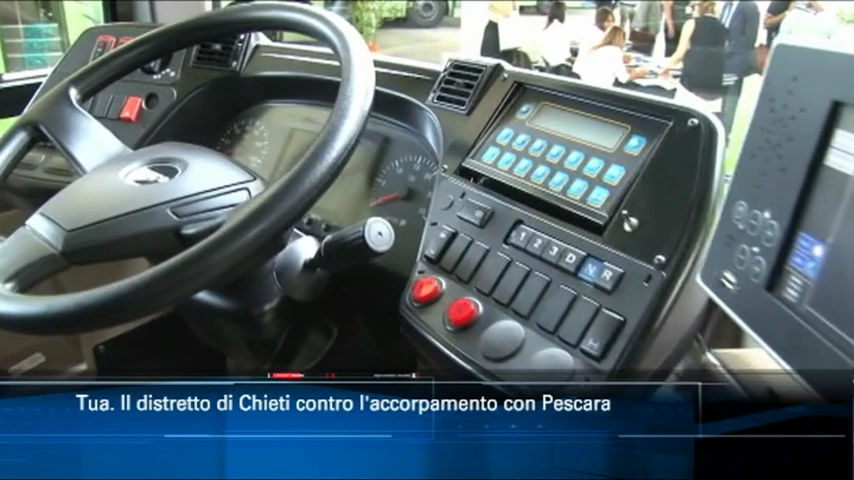 1 2 3 D N R
Tua. Il distretto di Chieti contro l'accorpamento con Pescara